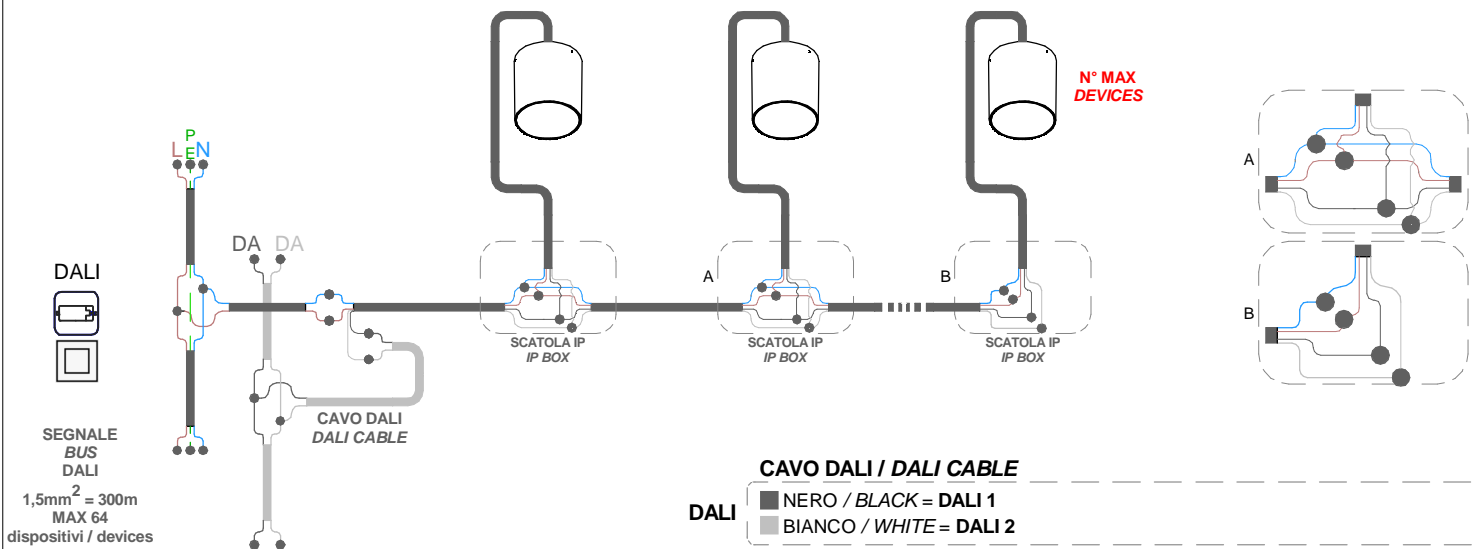 N° MAX
DEVICES
L
P
E
N
DA
DA
DALI
A
B
SCATOLA IP
IP BOX
SCATOLA IP
IP BOX
SCATOLA IP
IP BOX
A
B
CAVO DALI
DALI CABLE
SEGNALE
BUS
DALI
1,5mm² = 300m
MAX 64
dispositivi / devices
CAVO DALI / DALI CABLE
DALI
NERO / BLACK = DALI 1
BIANCO / WHITE = DALI 2